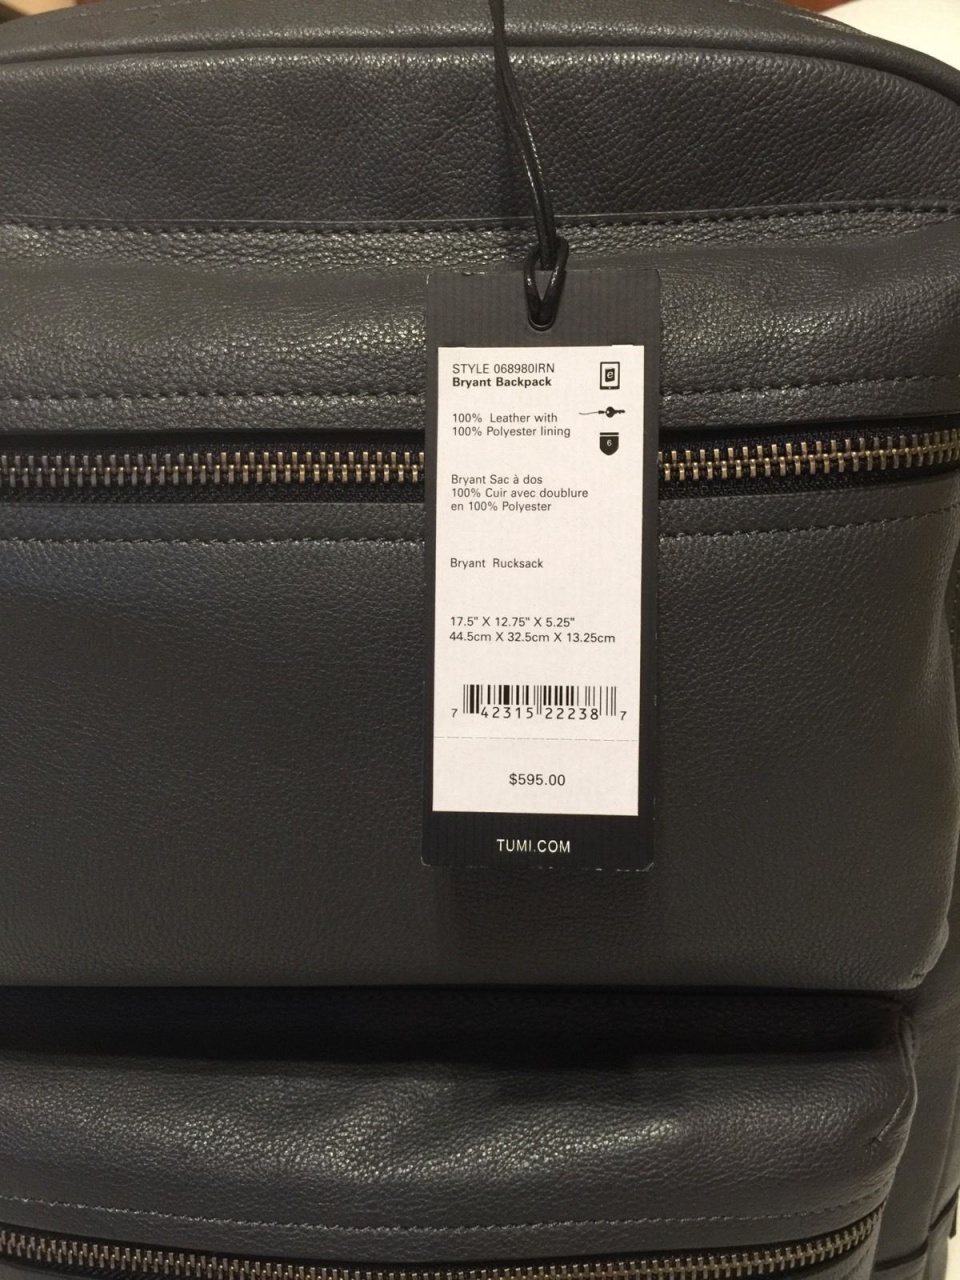 STYLE 068980IRN
Bryant Backpack
e
100% Leather with
100% Polyester lining
6
Bryant Sac à dos
100% Cuir avec doublure
en 100% Polyester
Bryant Rucksack
17.5" X 12.75" X 5.25"
44.5cm X 32.5cm X 13.25cm
7 42315 22238 7
$595.00
TUMI.COM